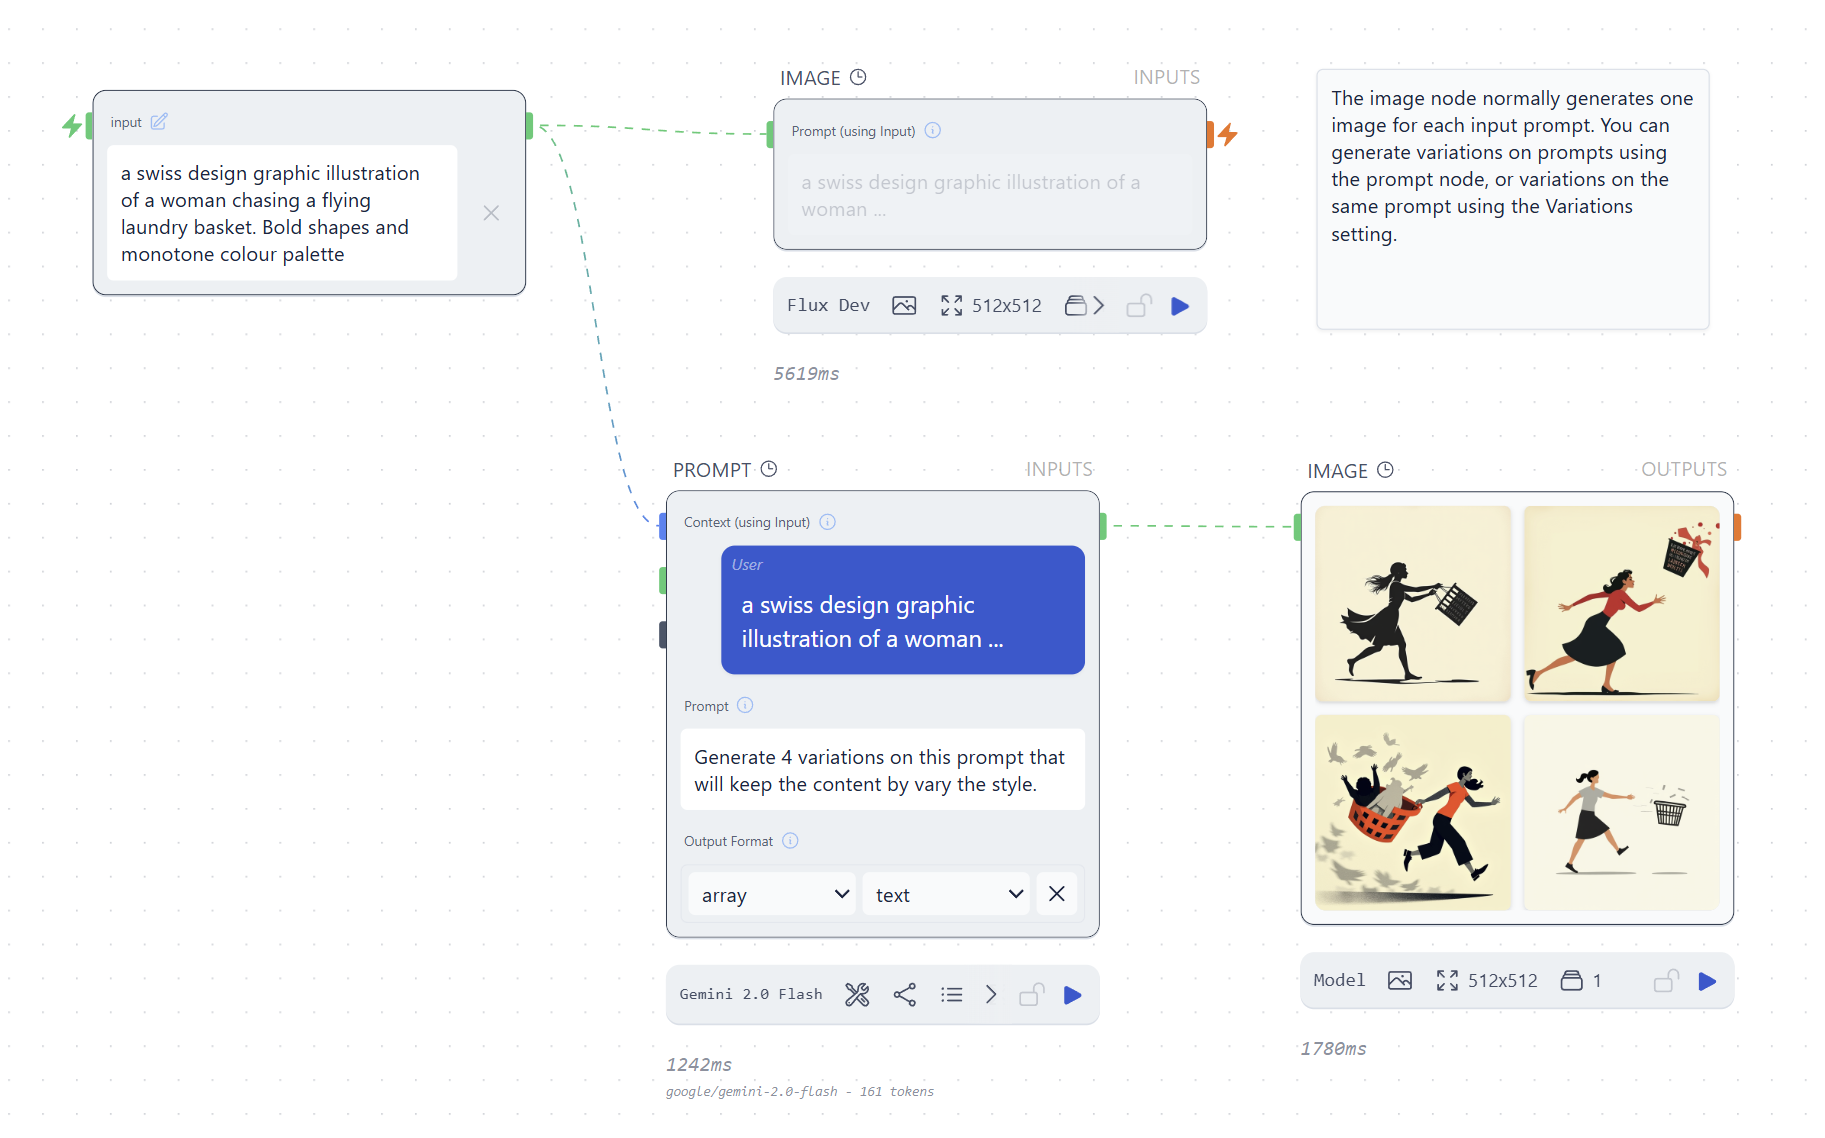 input
a swiss design graphic illustration
of a woman chasing a flying
laundry basket. Bold shapes and
monotone colour palette
IMAGE
INPUTS
Prompt (using Input)
a swiss design graphic illustration of a
woman ...
Flux Dev
512x512
5619ms
The image node normally generates one
image for each input prompt. You can
generate variations on prompts using
the prompt node, or variations on the
same prompt using the Variations
setting.
PROMPT
INPUTS
Context (using Input)
User
a swiss design graphic
illustration of a woman ...
Prompt
Generate 4 variations on this prompt that
will keep the content by vary the style.
Output Format
array
text
Gemini 2.0 Flash
1242ms
google/gemini-2.0-flash - 161 tokens
IMAGE
OUTPUTS
Model
512x512
1
1780ms